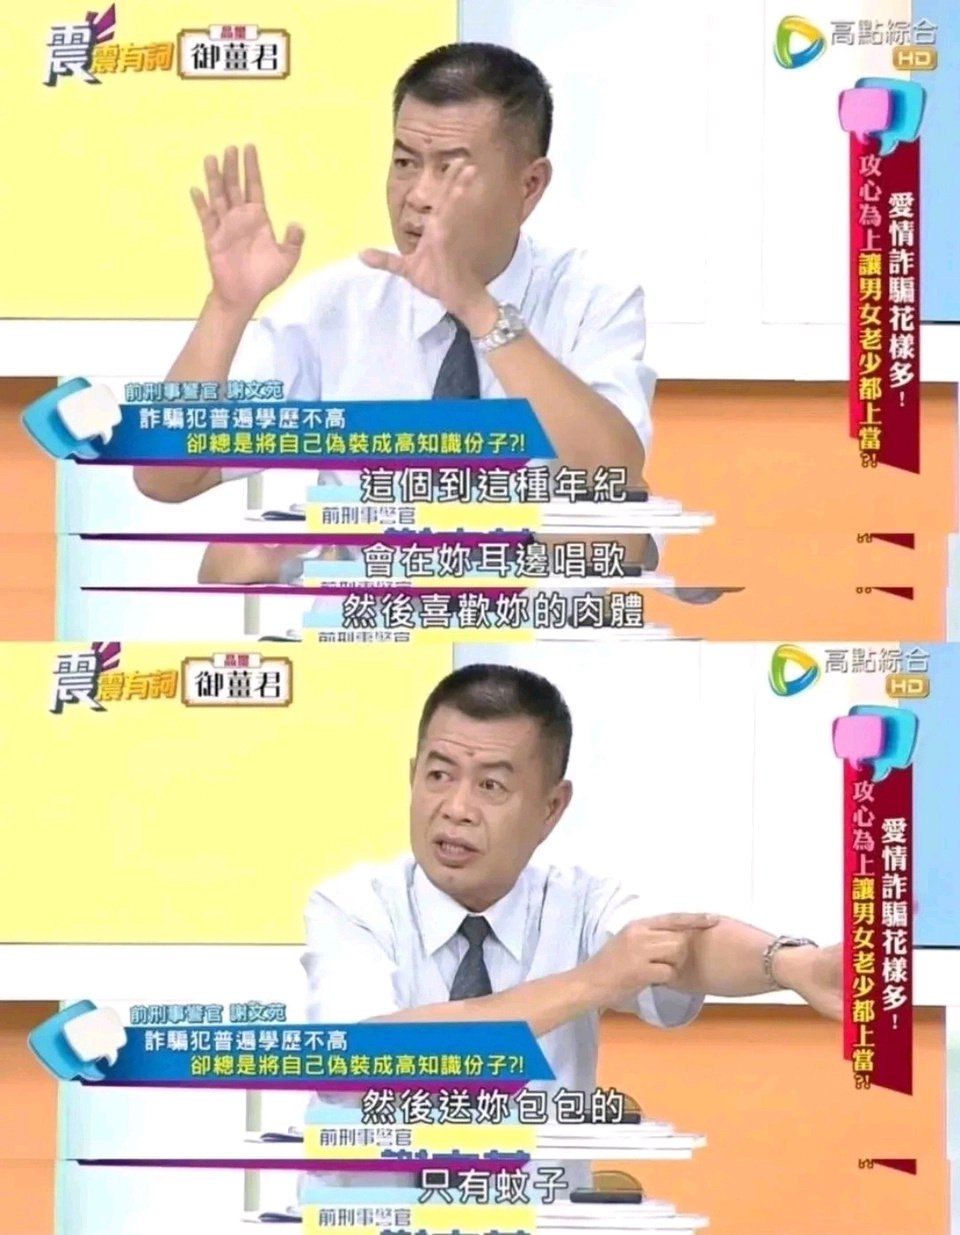 震震有詞
晶璽
御薑君
高點綜合
HD
愛情詐騙花樣多！
攻心為上讓男女老少都上當?!
前刑事警官 謝文苑
詐騙犯普遍學歷不高
卻總是將自己偽裝成高知識份子?!
這個到這種年紀
前刑事警官
會在妳耳邊唱歌
然後喜歡妳的肉體
震震有詞
晶璽
御薑君
高點綜合
HD
愛情詐騙花樣多！
攻心為上讓男女老少都上當?!
前刑事警官 謝文苑
詐騙犯普遍學歷不高
卻總是將自己偽裝成高知識份子?!
然後送妳包包的
前刑事警官
只有蚊子
前刑事警官